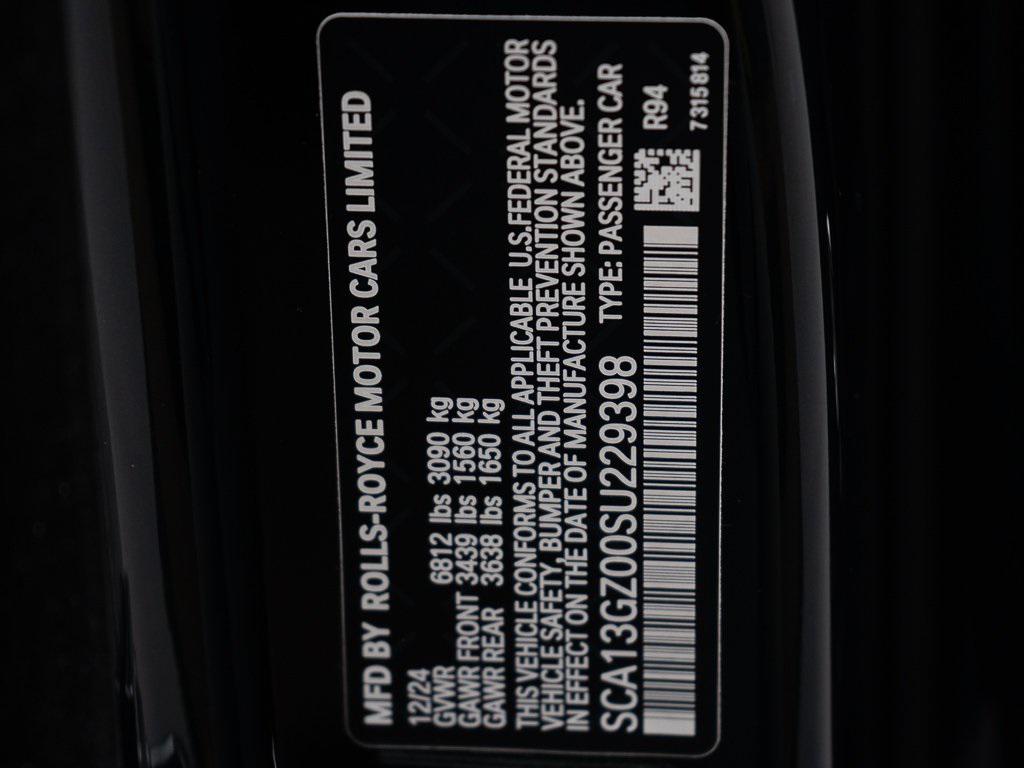 MFD BY ROLLS-ROYCE MOTOR CARS LIMITED
12/24
GVWR 6812 lbs 3090 kg
GAWR FRONT 3439 lbs 1560 kg
GAWR REAR 3638 lbs 1650 kg
THIS VEHICLE CONFORMS TO ALL APPLICABLE U.S.FEDERAL MOTOR
VEHICLE SAFETY, BUMPER AND THEFT PREVENTION STANDARDS
IN EFFECT ON THE DATE OF MANUFACTURE SHOWN ABOVE.
SCA13GZ00SU229398 TYPE: PASSENGER CAR
R94
7315814